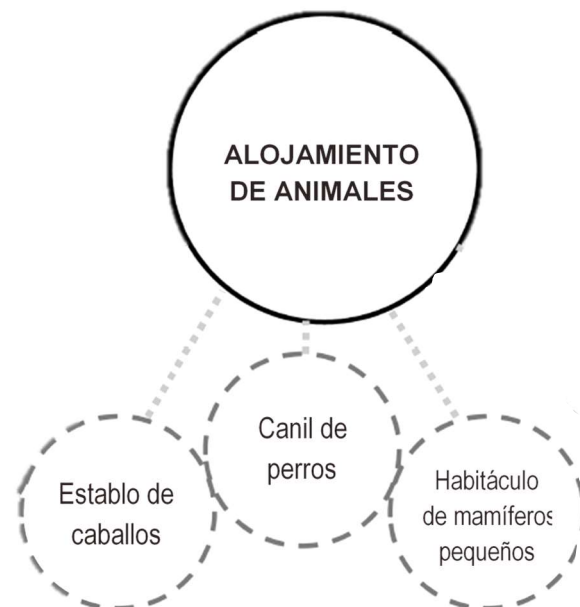 ALOJAMIENTO
DE ANIMALES
Canil de
perros
Establo de
caballos
Habitáculo
de mamíferos
pequeños